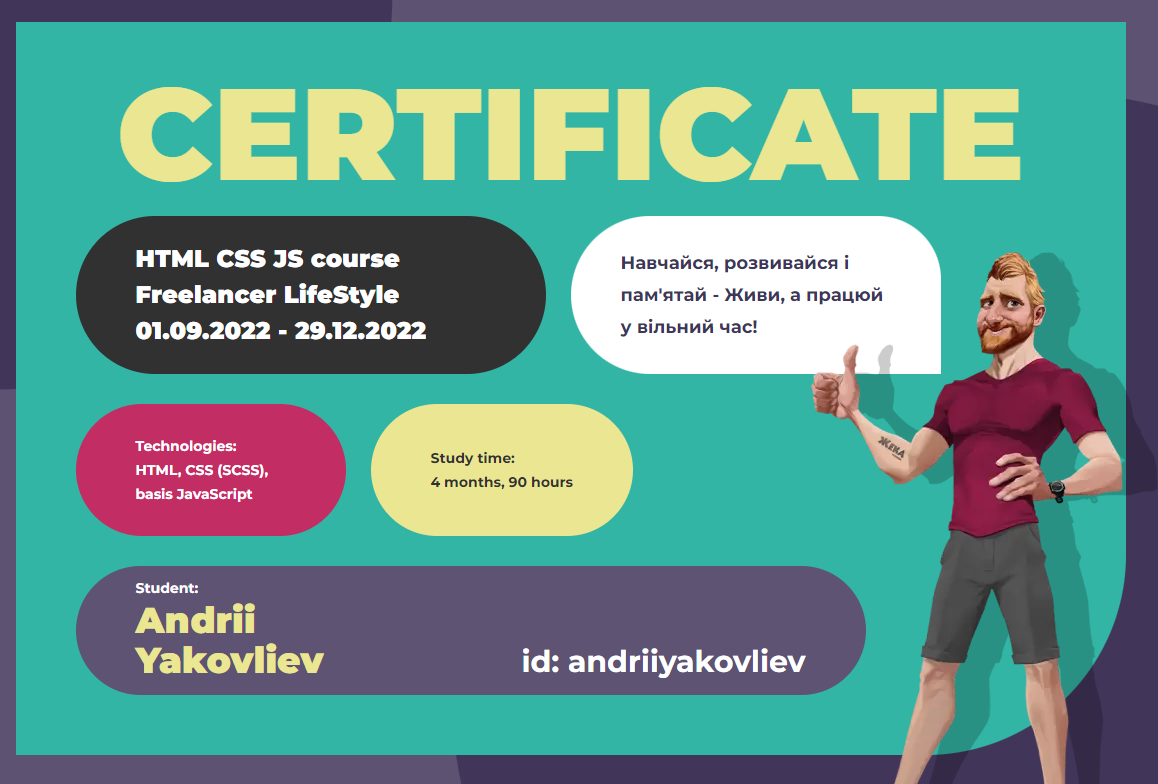 CERTIFICATE
HTML CSS JS course
Freelancer LifeStyle
01.09.2022 - 29.12.2022
Навчайся, розвивайся і
пам'ятай - Живи, а працюй
у вільний час!
Technologies:
HTML, CSS (SCSS),
basis JavaScript
Study time:
4 months, 90 hours
ЖЕКА
Student:
Andrii
Yakovliev
id: andriiyakovliev